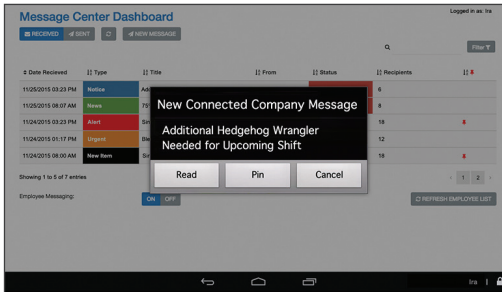 Message Center Dashboard
Logged in as: Ira
RECIEVED SENT NEW MESSAGE
Filter
Date Recieved Type Title From Status Recipients
11/25/2015 03:23 PM Notice 6
11/25/2015 08:07 AM News 8
11/24/2015 03:23 PM Alert 18
11/24/2015 01:17 PM Urgent 12
11/24/2015 08:00 AM New Item 18
New Connected Company Message
Additional Hedgehog Wrangler
Needed for Upcoming Shift
Read Pin Cancel
Showing 1 to 5 of 7 entries
1 2
Employee Messaging: ON OFF
REFRESH EMPLOYEE LIST
Ira